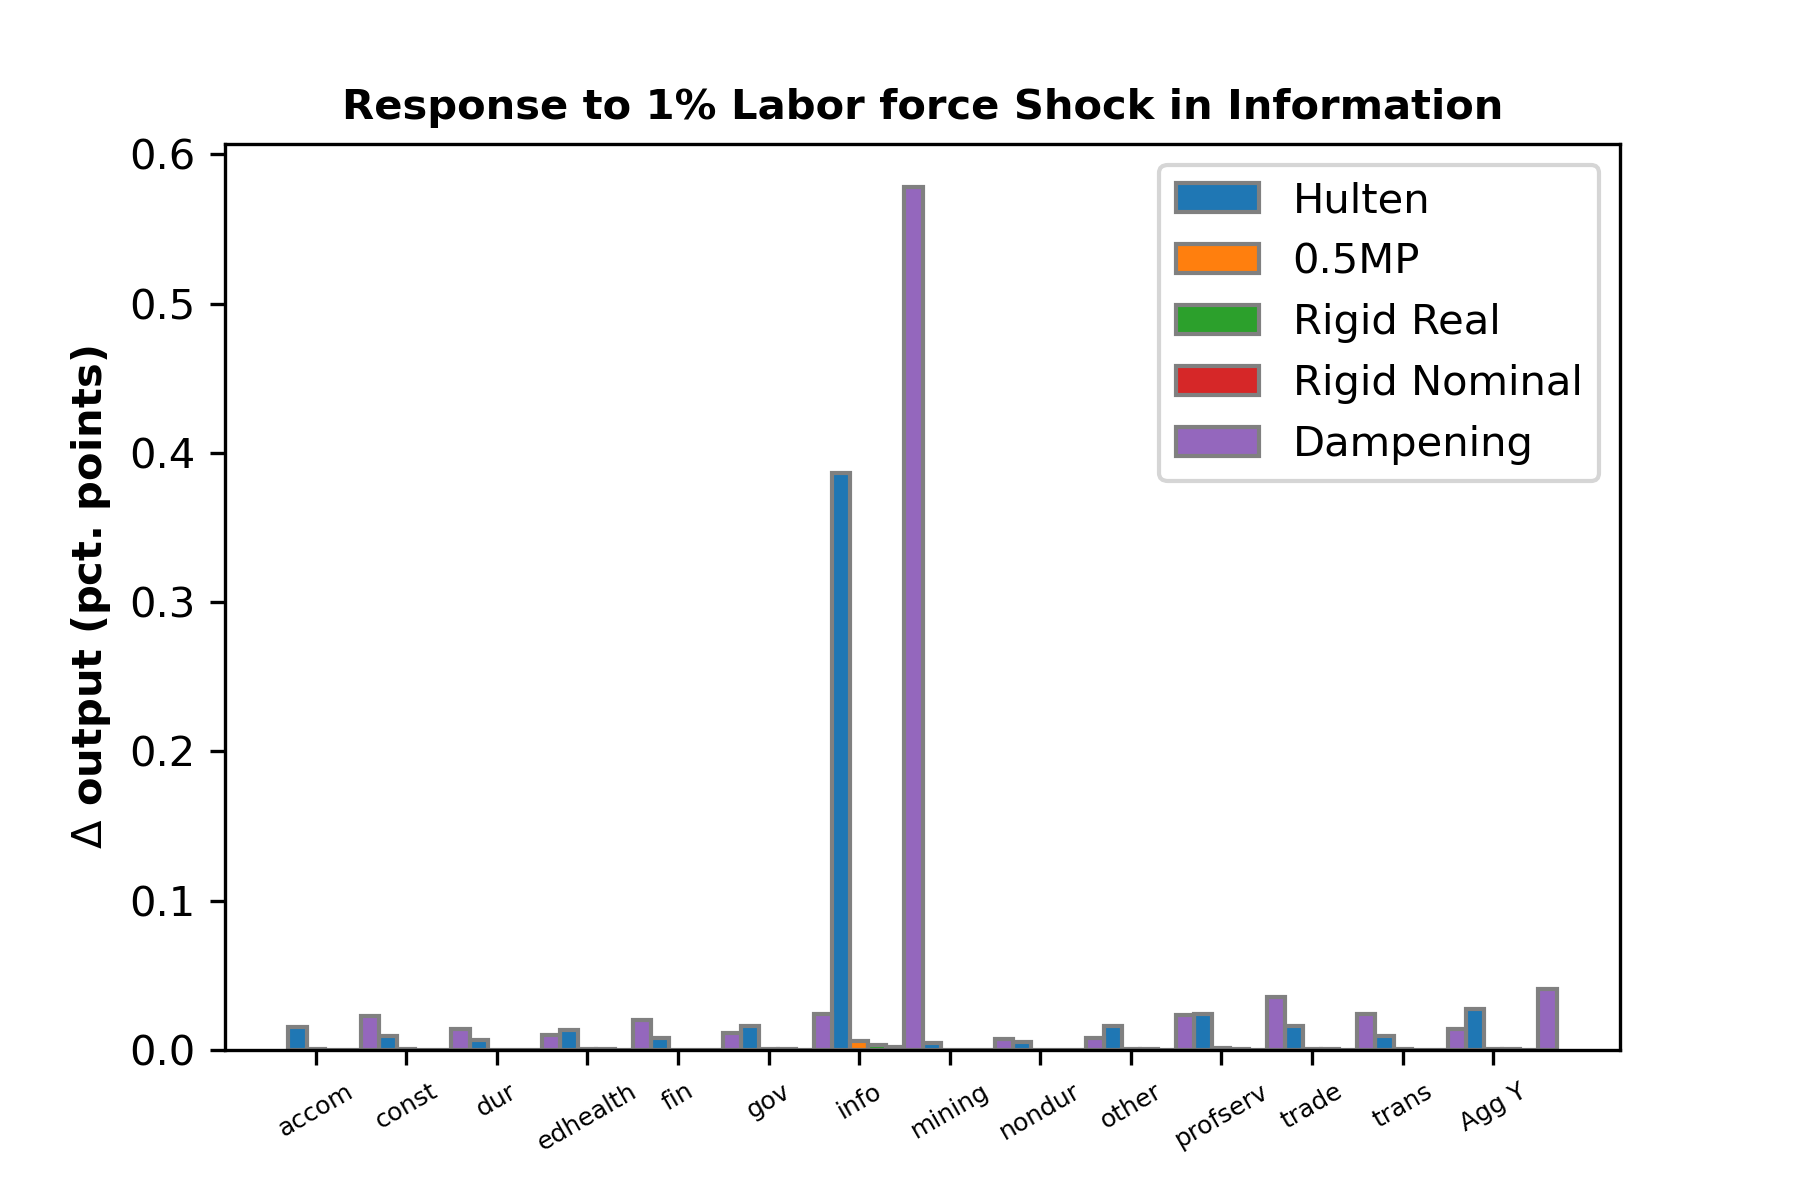 Response to 1% Labor force Shock in Information
Δ output (pct. points)
0.6
0.5
0.4
0.3
0.2
0.1
0.0
Hulten
0.5MP
Rigid Real
Rigid Nominal
Dampening
accom const dur edhealth fin gov info mining nondur other profserv trade trans Agg Y